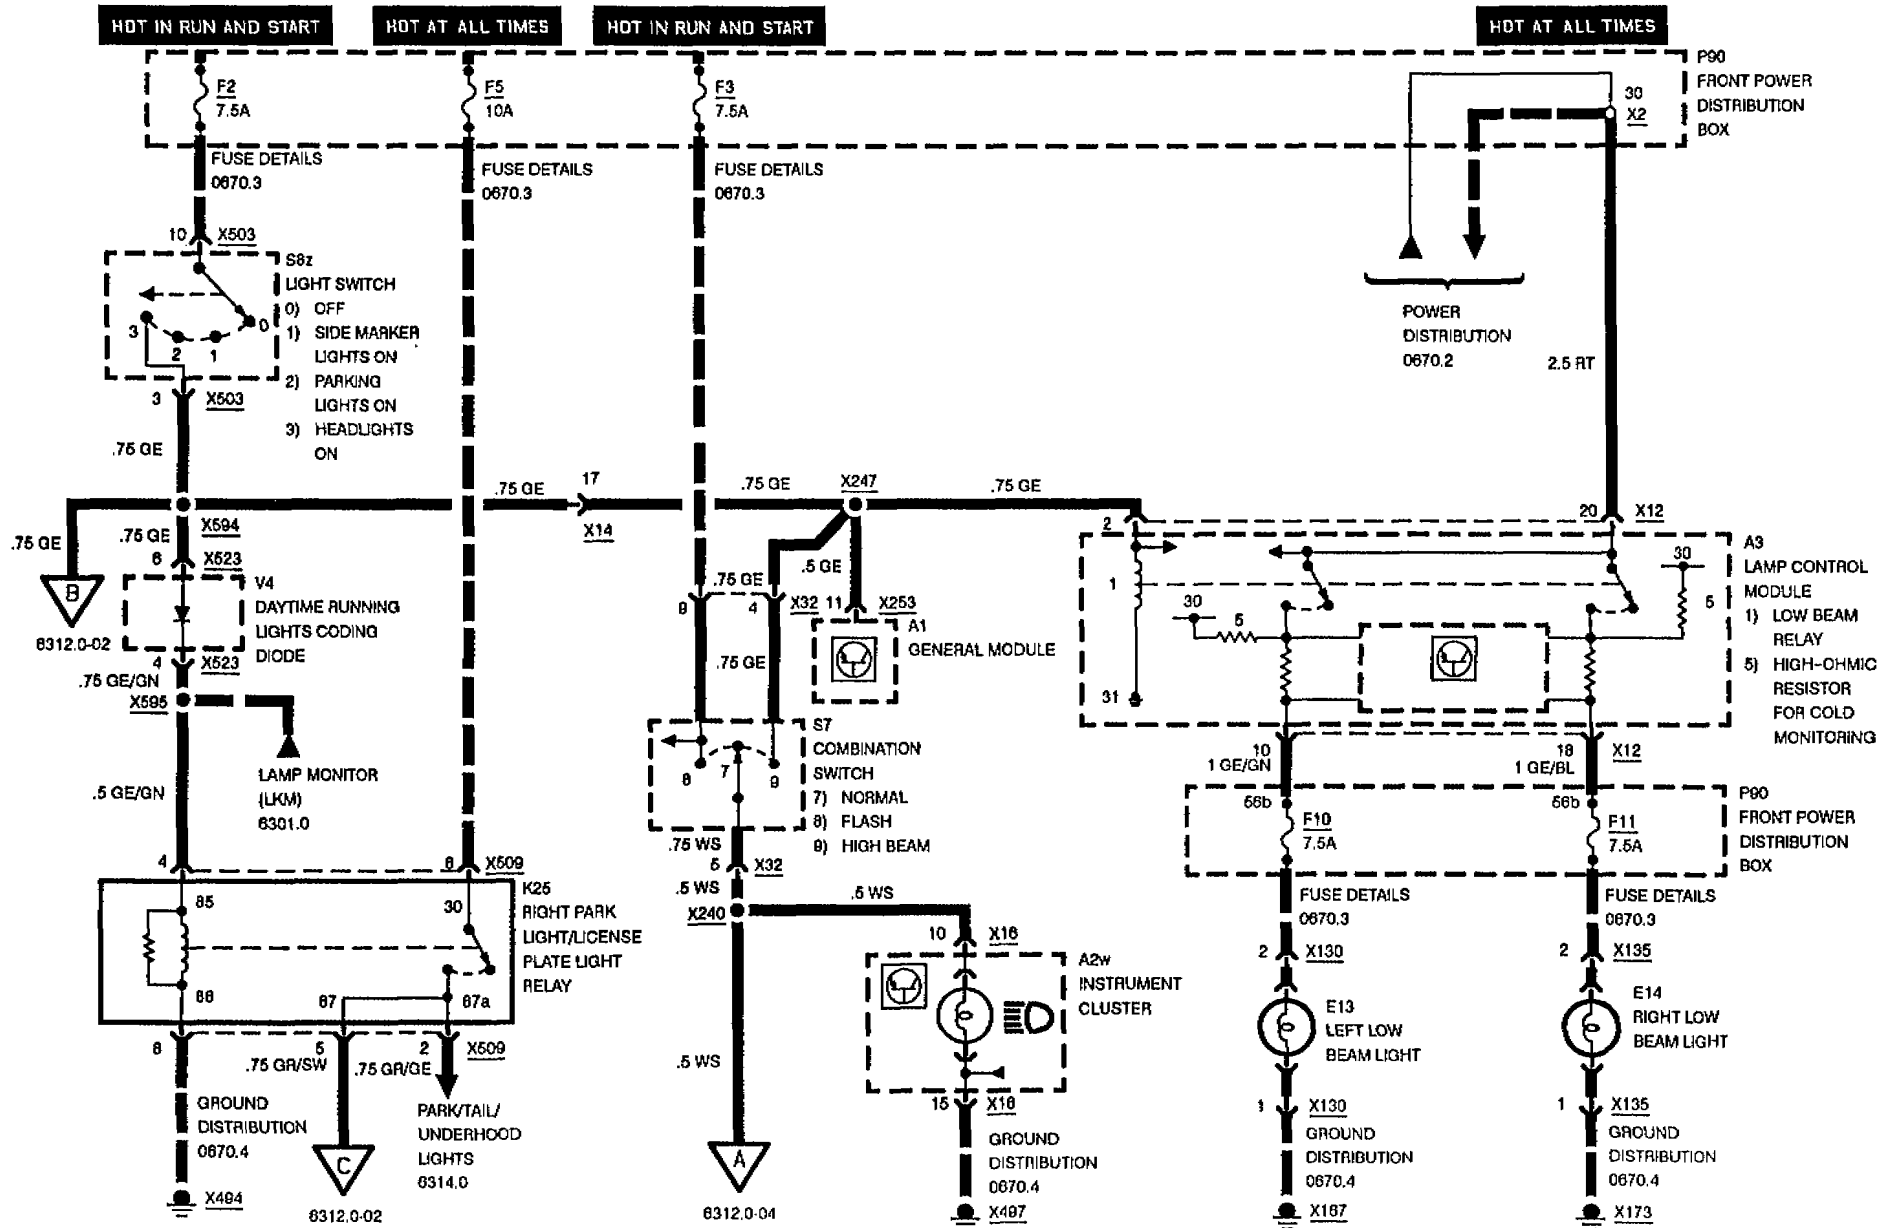 HOT IN RUN AND START
HOT AT ALL TIMES
HOT IN RUN AND START
HOT AT ALL TIMES
P90
FRONT POWER
DISTRIBUTION
BOX
F2
7.5A
F5
10A
F3
7.5A
30
X2
FUSE DETAILS
0670.3
FUSE DETAILS
0670.3
FUSE DETAILS
0670.3
10
X503
S8z
LIGHT SWITCH
0) OFF
1) SIDE MARKER
LIGHTS ON
2) PARKING
LIGHTS ON
3) HEADLIGHTS
ON
3
2
1
0
3
X503
POWER
DISTRIBUTION
0670.2
2.5 RT
.75 GE
.75 GE
17
X14
.75 GE
X247
.75 GE
2
20
X12
.75 GE
B
6312.0-02
.75 GE
X594
6
X523
V4
DAYTIME RUNNING
LIGHTS CODING
DIODE
4
X523
.75 GE/GN
X595
LAMP MONITOR
(LKM)
6301.0
.5 GE/GN
.75 GE
.5 GE
9
4
X32
11
X253
A1
GENERAL MODULE
.75 GE
S7
COMBINATION
SWITCH
7) NORMAL
8) FLASH
9) HIGH BEAM
8
7
9
A3
LAMP CONTROL
MODULE
1) LOW BEAM
RELAY
5) HIGH-OHMIC
RESISTOR
FOR COLD
MONITORING
1
30
5
30
5
31
10
1 GE/GN
18
1 GE/BL
X12
56b
F10
7.5A
56b
F11
7.5A
P90
FRONT POWER
DISTRIBUTION
BOX
.75 WS
5
X32
.5 WS
X240
.5 WS
4
6
X509
K25
RIGHT PARK
LIGHT/LICENSE
PLATE LIGHT
RELAY
85
30
86
87
87a
8
5
2
X509
.75 GR/SW
.75 GR/GE
GROUND
DISTRIBUTION
0670.4
X494
C
6312.0-02
PARK/TAIL/
UNDERHOOD
LIGHTS
6314.0
.5 WS
A
6312.0-04
10
X16
A2w
INSTRUMENT
CLUSTER
15
X16
GROUND
DISTRIBUTION
0670.4
X497
FUSE DETAILS
0670.3
2
X130
E13
LEFT LOW
BEAM LIGHT
1
X130
GROUND
DISTRIBUTION
0670.4
X167
FUSE DETAILS
0670.3
2
X135
E14
RIGHT LOW
BEAM LIGHT
1
X135
GROUND
DISTRIBUTION
0670.4
X173